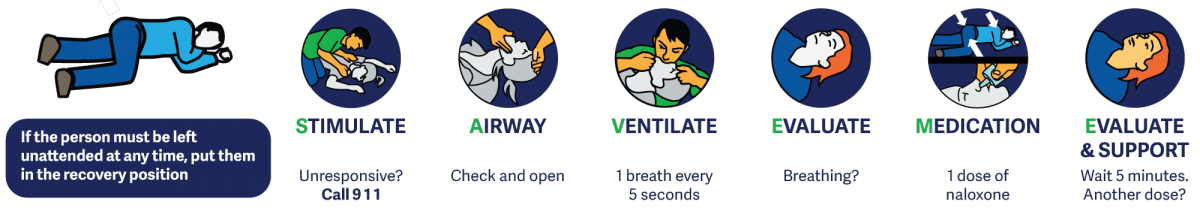 If the person must be left
unattended at any time, put them
in the recovery position
STIMULATE
Unresponsive?
Call 911
AIRWAY
Check and open
VENTILATE
1 breath every
5 seconds
EVALUATE
Breathing?
MEDICATION
1 dose of
naloxone
EVALUATE
& SUPPORT
Wait 5 minutes.
Another dose?